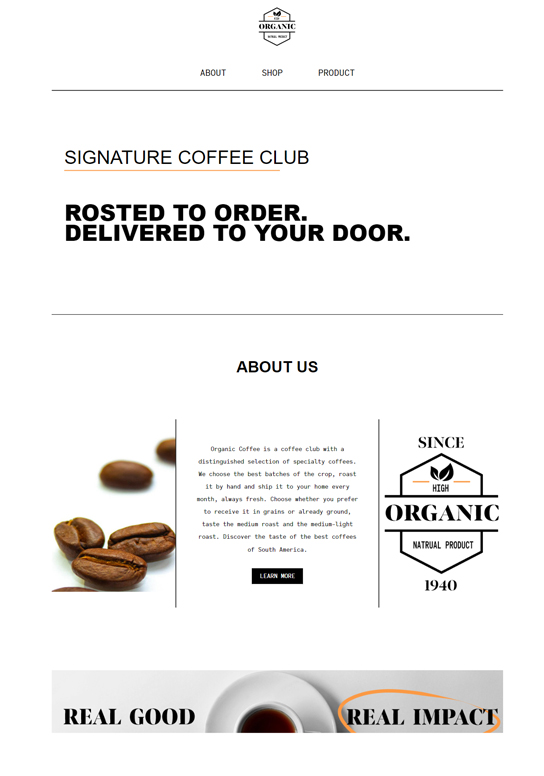 ORGANIC
ABOUT SHOP PRODUCT
SIGNATURE COFFEE CLUB
ROSTED TO ORDER.
DELIVERED TO YOUR DOOR.
ABOUT US
Organic Coffee is a coffee club with a
distinguished selection of specialty coffees.
We choose the best batches of the crop, roast
it by hand and ship it to your home every
month, always fresh. Choose whether you prefer
to receive it in grains or already ground,
taste the medium roast and the medium-light
roast. Discover the taste of the best coffees
of South America.
LEARN MORE
SINCE
HIGH
ORGANIC
NATRUAL PRODUCT
1940
REAL GOOD
REAL IMPACT